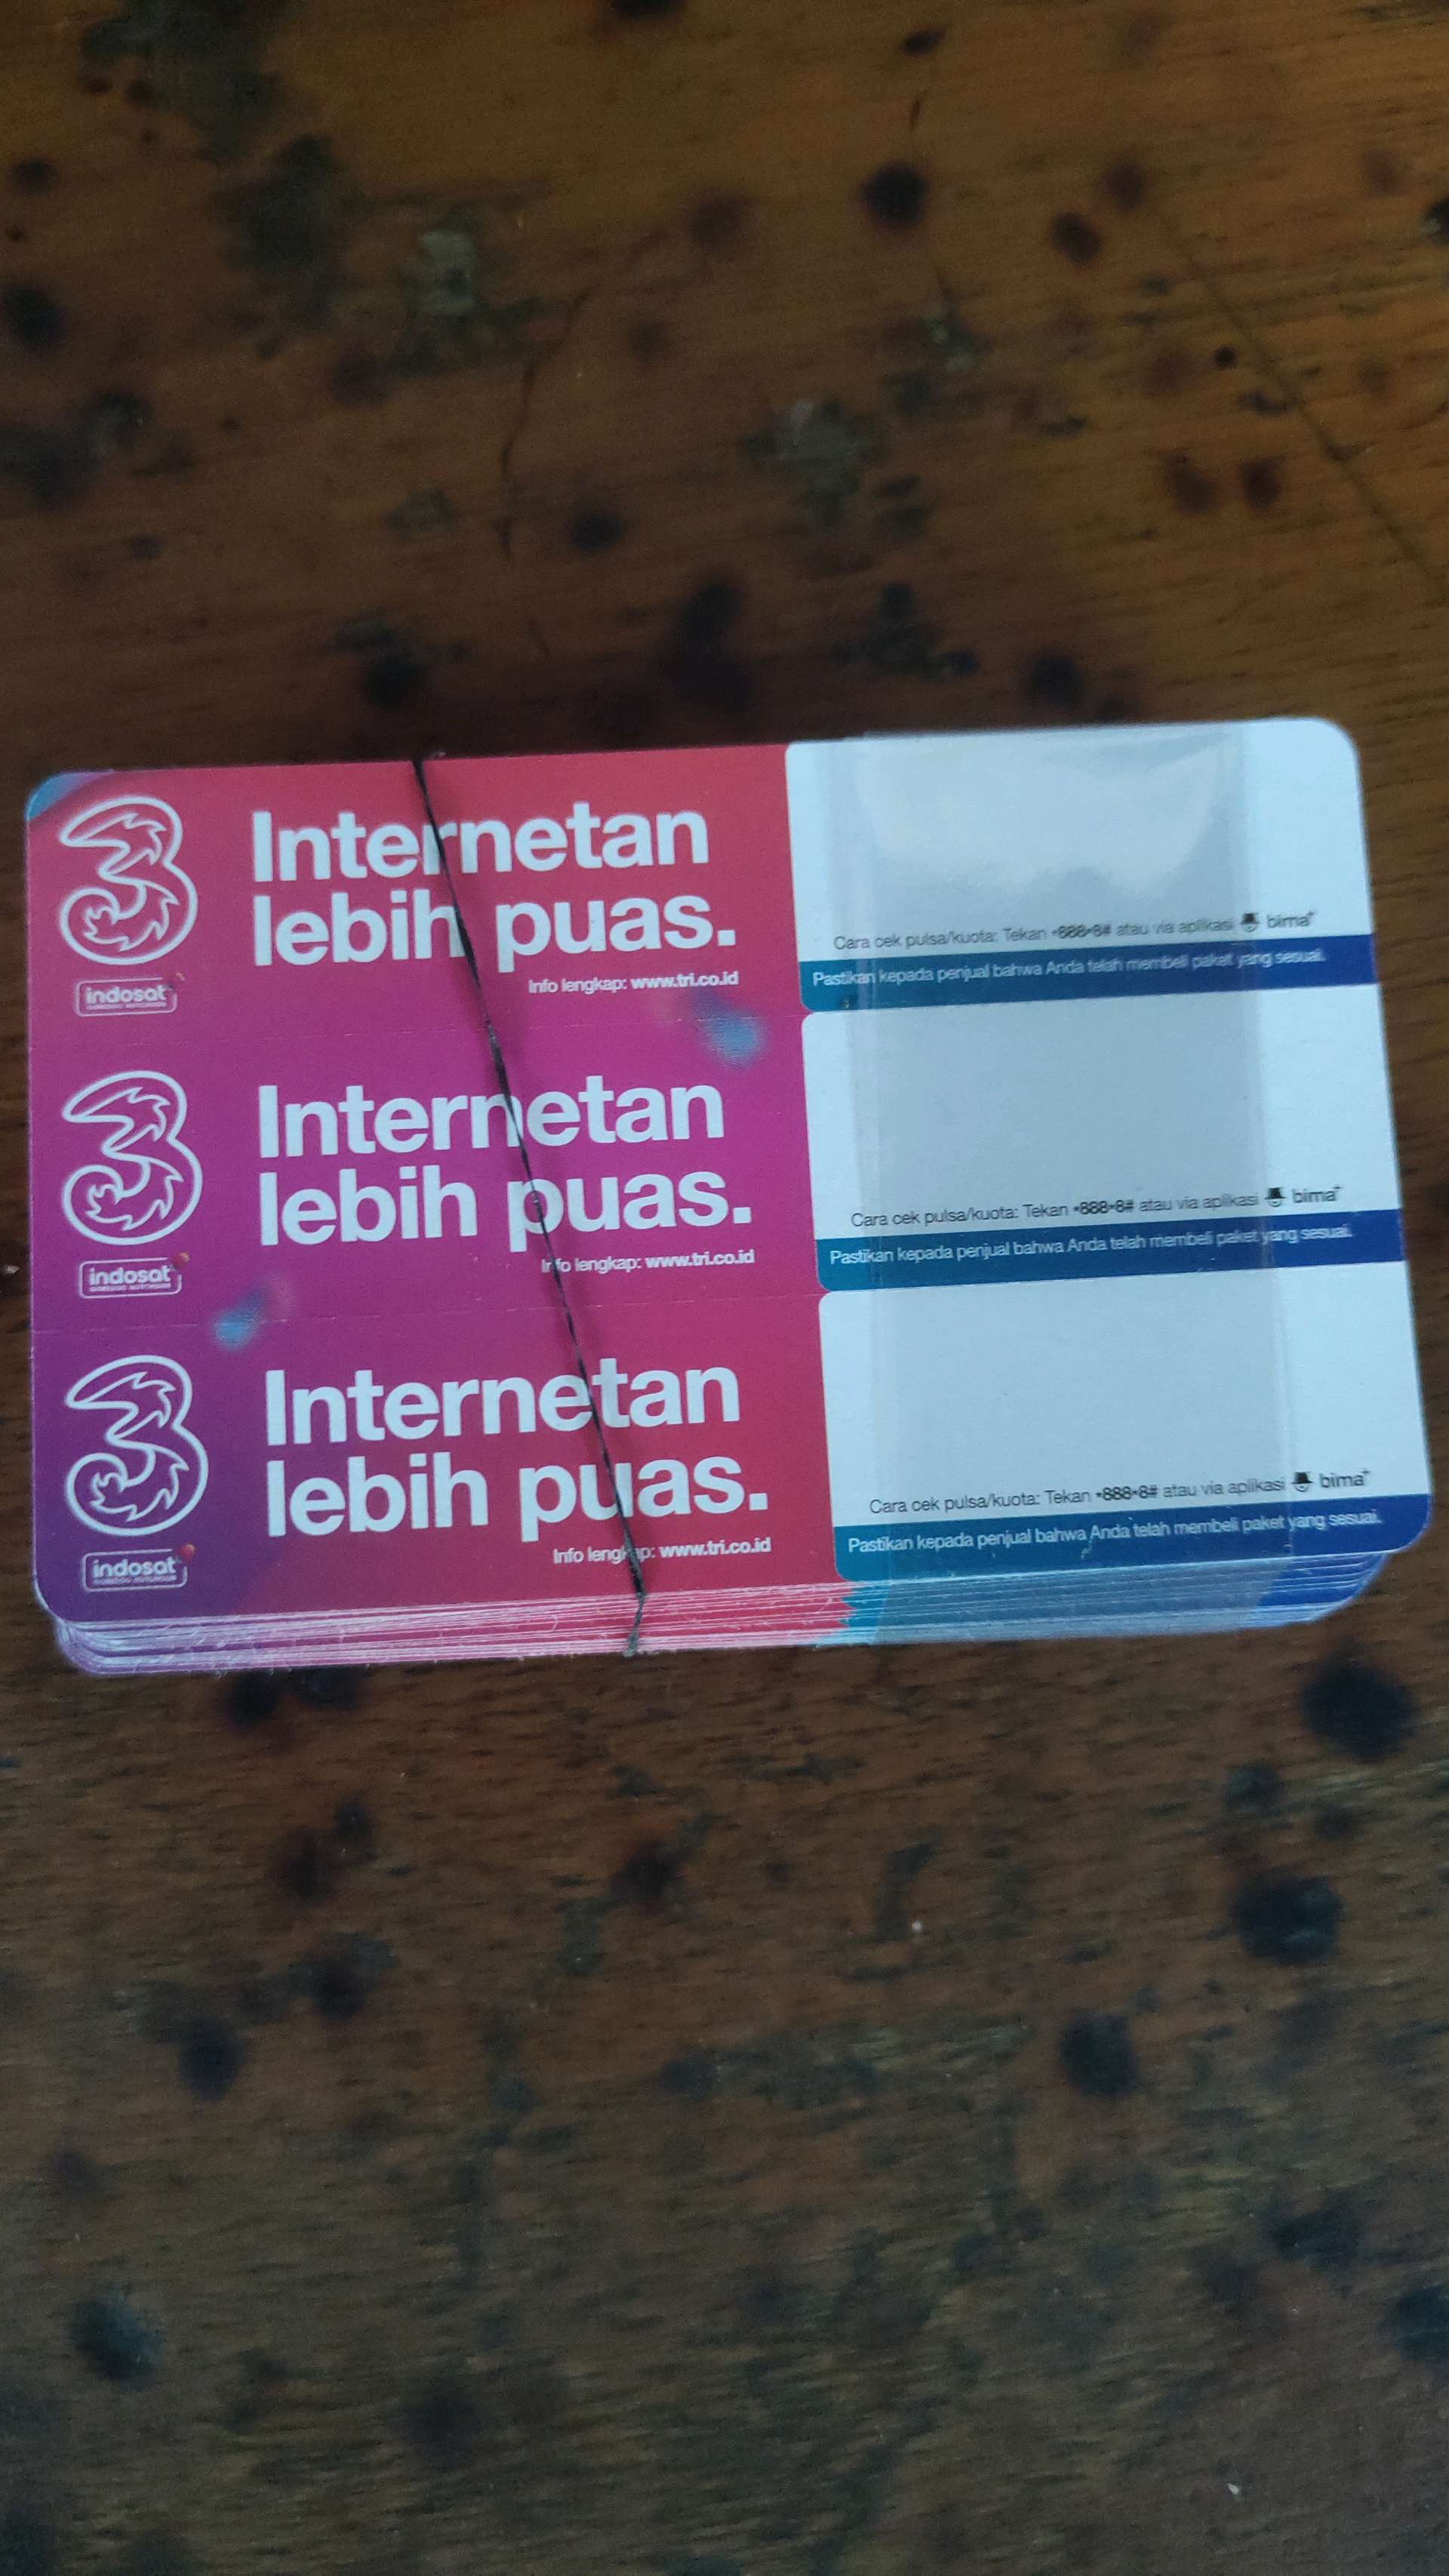 3
Internetan
lebih puas.
Info lengkap: www.tri.co.id
indosat
Cara cek pulsa/kuota: Tekan *888*8# atau via aplikasi bima+
Pastikan kepada penjual bahwa Anda telah membeli paket yang sesuai.
3
Internetan
lebih puas.
Info lengkap: www.tri.co.id
indosat
Cara cek pulsa/kuota: Tekan *888*8# atau via aplikasi bima+
Pastikan kepada penjual bahwa Anda telah membeli paket yang sesuai.
3
Internetan
lebih puas.
Info lengkap: www.tri.co.id
indosat
Cara cek pulsa/kuota: Tekan *888*8# atau via aplikasi bima+
Pastikan kepada penjual bahwa Anda telah membeli paket yang sesuai.